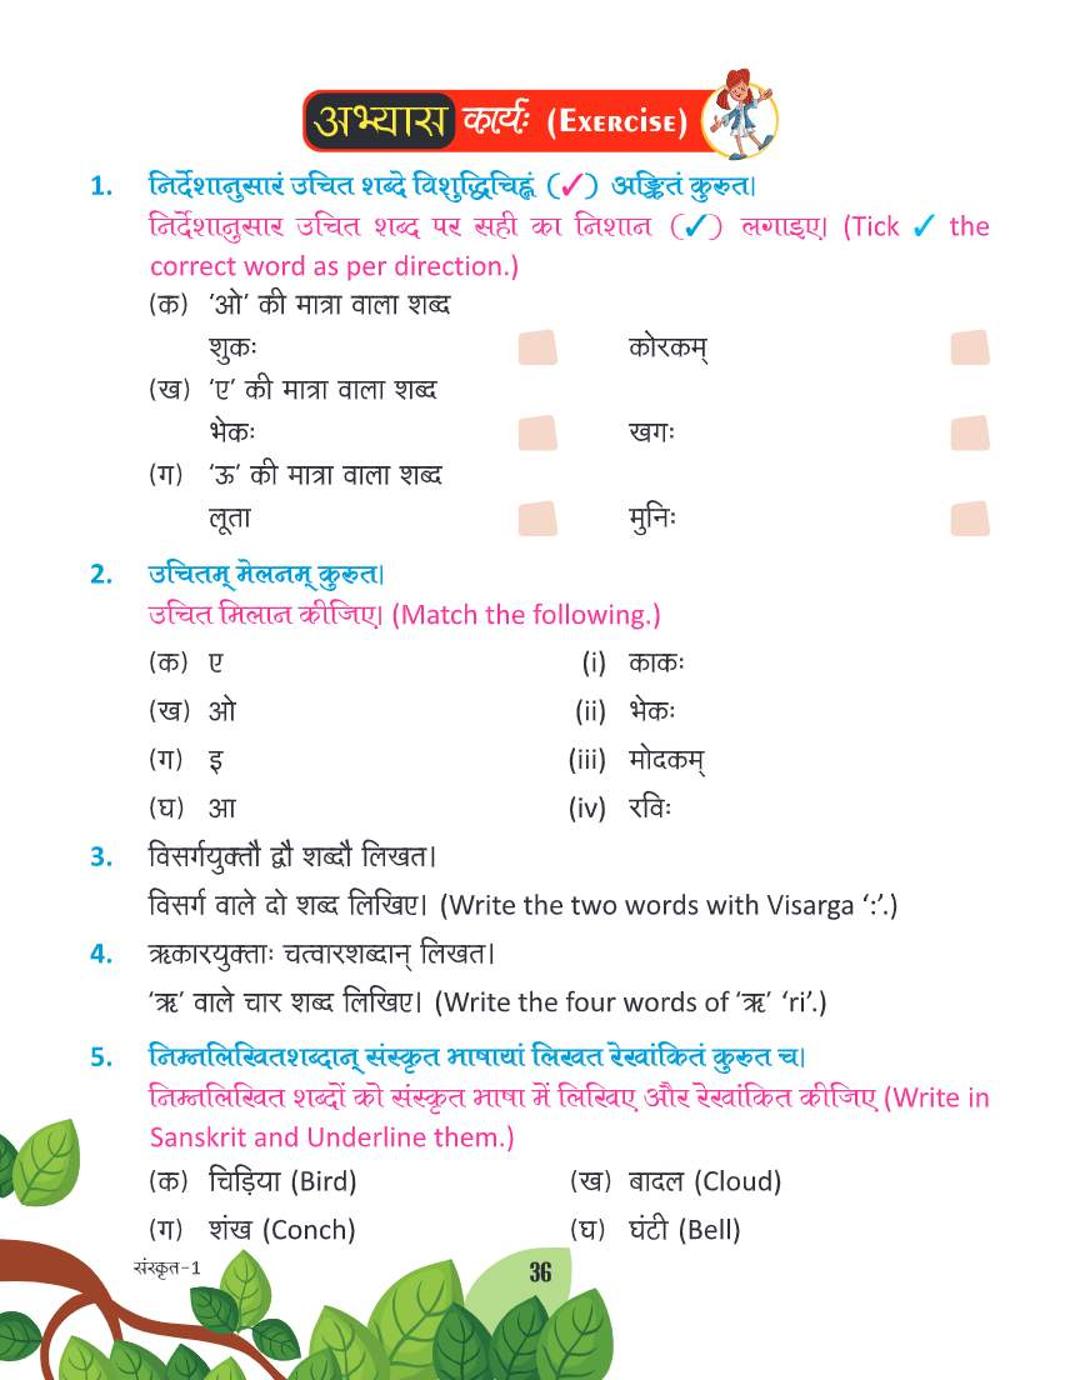 अभ्यास कार्यः (Exercise)
1. निर्देशानुसारं उचित शब्दे विशुद्धिचिह्नं (✓) अङ्कितं कुरुत।
निर्देशानुसार उचित शब्द पर सही का निशान (✓) लगाइए। (Tick ✓ the
correct word as per direction.)
(क) 'ओ' की मात्रा वाला शब्द
शुकः कोरकम्
(ख) 'ए' की मात्रा वाला शब्द
भेकः खगः
(ग) 'ऊ' की मात्रा वाला शब्द
लूता मुनिः
2. उचितम् मेलनम् कुरुत।
उचित मिलान कीजिए। (Match the following.)
(क) ए (i) काकः
(ख) ओ (ii) भेकः
(ग) इ (iii) मोदकम्
(घ) आ (iv) रविः
3. विसर्गयुक्तौ द्वौ शब्दौ लिखत।
विसर्ग वाले दो शब्द लिखिए। (Write the two words with Visarga ':'.)
4. ऋकारयुक्ताः चत्वारशब्दान् लिखत।
'ऋ' वाले चार शब्द लिखिए। (Write the four words of 'ऋ' 'ri'.)
5. निम्नलिखितशब्दान् संस्कृत भाषायां लिखत रेखांकितं कुरुत च।
निम्नलिखित शब्दों को संस्कृत भाषा में लिखिए और रेखांकित कीजिए (Write in
Sanskrit and Underline them.)
(क) चिड़िया (Bird) (ख) बादल (Cloud)
(ग) शंख (Conch) (घ) घंटी (Bell)
संस्कृत-1 36